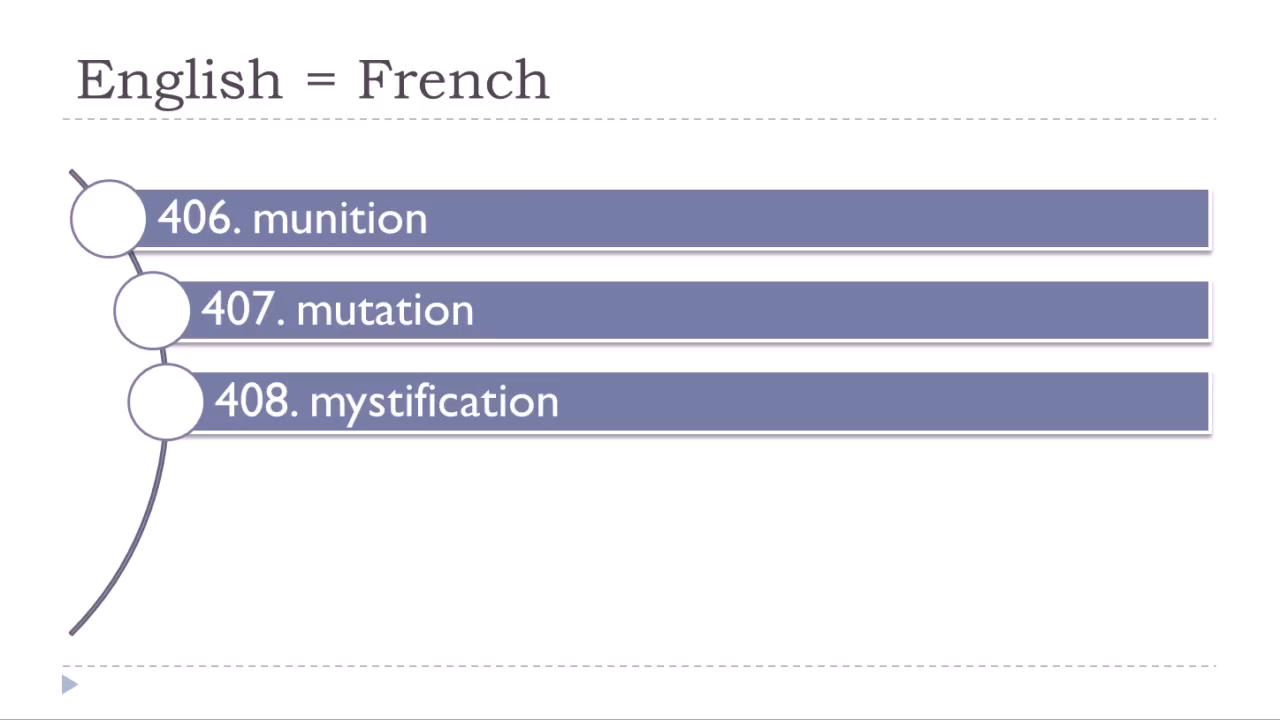 English = French
406. munition
407. mutation
408. mystification